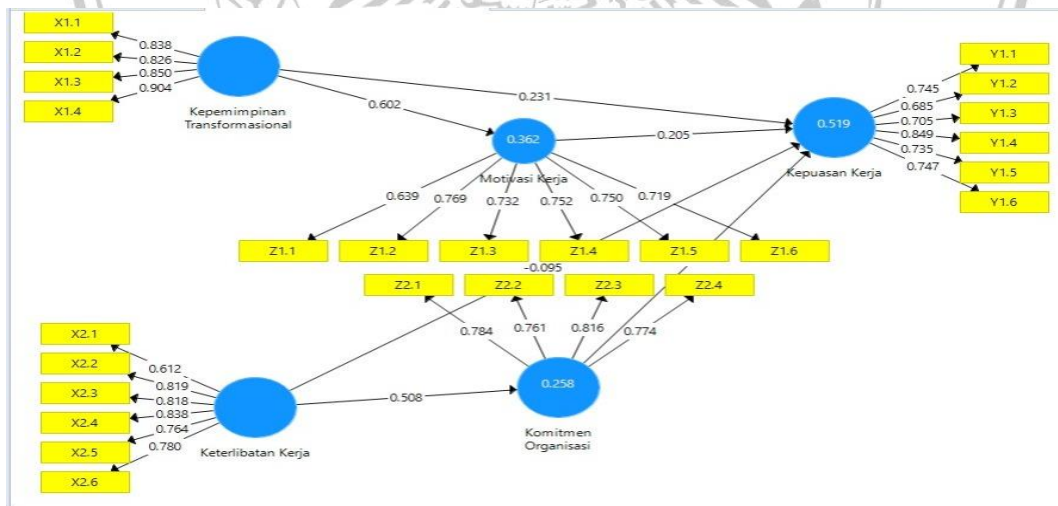 X1.1
X1.2
X1.3
X1.4
0.838
0.826
0.850
0.904
Kepemimpinan
Transformasional
0.602
0.231
0.362
Motivasi Kerja
0.205
0.519
Kepuasan Kerja
0.745
0.685
0.705
0.849
0.735
0.747
Y1.1
Y1.2
Y1.3
Y1.4
Y1.5
Y1.6
0.639
0.769
0.732
0.752
0.750
0.719
Z1.1
Z1.2
Z1.3
Z1.4
Z1.5
Z1.6
-0.095
Z2.1
Z2.2
Z2.3
Z2.4
0.784
0.761
0.816
0.774
X2.1
X2.2
X2.3
X2.4
X2.5
X2.6
0.612
0.819
0.818
0.838
0.764
0.780
Keterlibatan Kerja
0.508
0.258
Komitmen
Organisasi